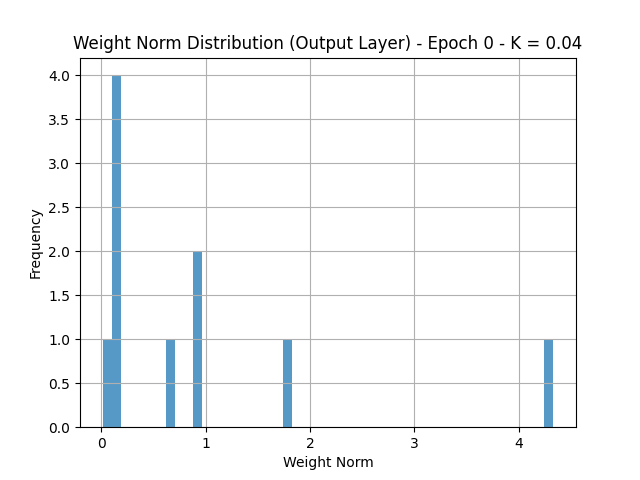 Weight Norm Distribution (Output Layer) - Epoch 0 - K = 0.04
4.0
3.5
3.0
2.5
2.0
1.5
1.0
0.5
0.0
Frequency
0 1 2 3 4
Weight Norm